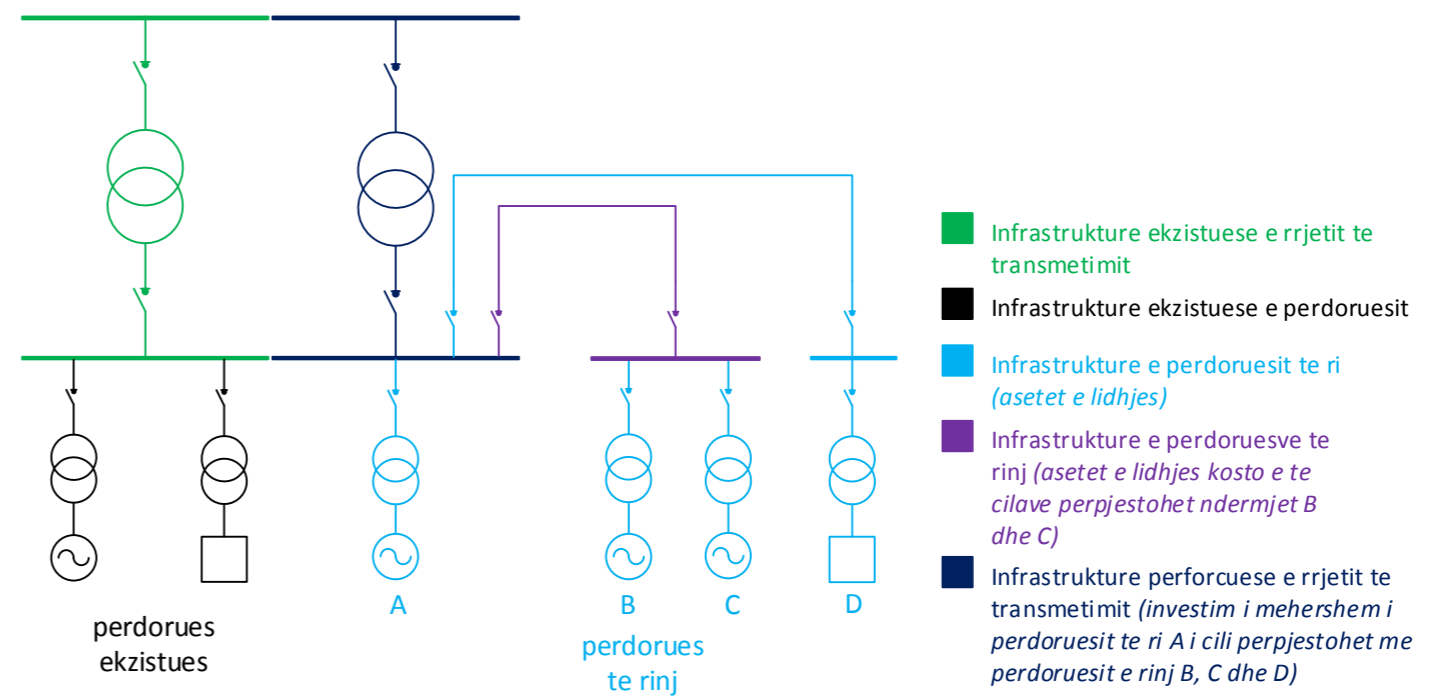 A
B
C
D
perdorues
ekzistues
perdorues
te rinj
Infrastrukture ekzistuese e rrjetit te
transmetimit
Infrastrukture ekzistuese e perdoruesit
Infrastrukture e perdoruesit te ri
(asetet e lidhjes)
Infrastrukture e perdoruesve te
rinj (asetet e lidhjes kosto e te
cilave perpjestohet ndermjet B
dhe C)
Infrastrukture perforcuese e rrjetit te
transmetimit (investim i mehershem i
perdoruesit te ri A i cili perpjestohet me
perdoruesit e rinj B, C dhe D)